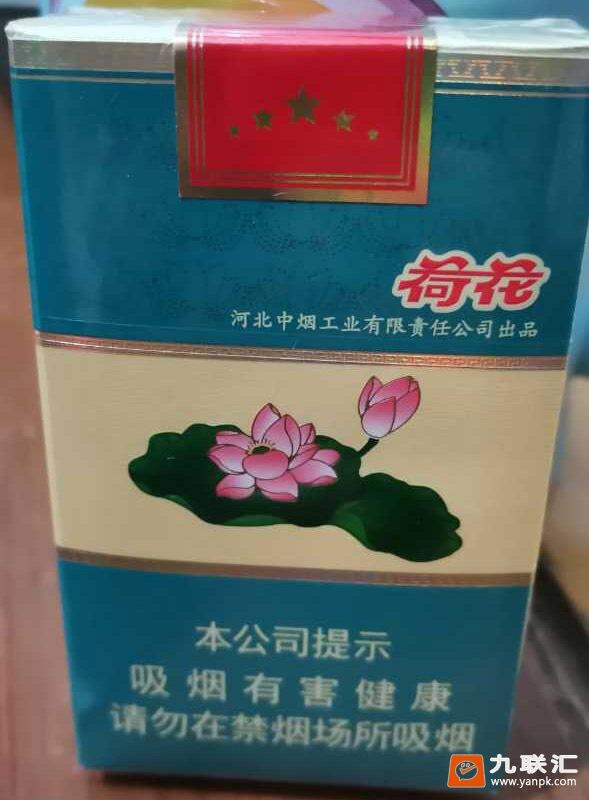 荷花
河北中烟工业有限责任公司出品
本公司提示
吸烟有害健康
请勿在禁烟场所吸烟
九联汇
www.yanpk.com